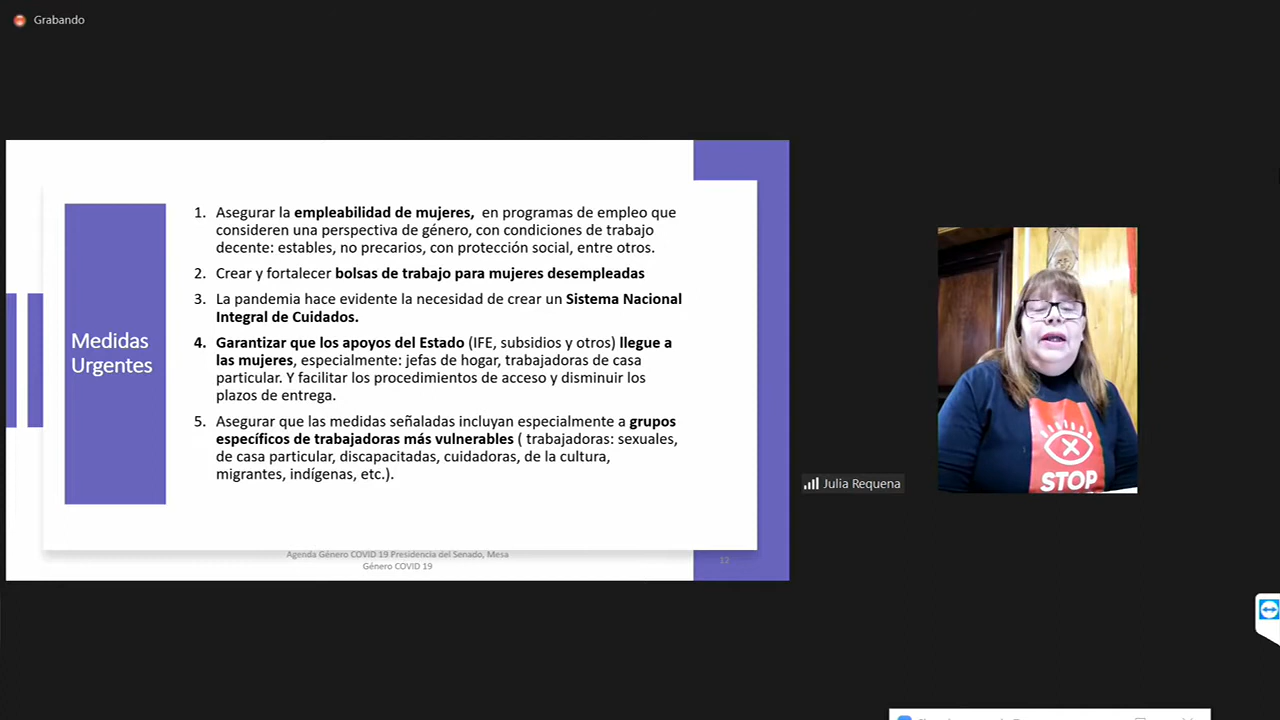 Grabando
Medidas
Urgentes
1. Asegurar la empleabilidad de mujeres, en programas de empleo que
consideren una perspectiva de género, con condiciones de trabajo
decente: estables, no precarios, con protección social, entre otros.
2. Crear y fortalecer bolsas de trabajo para mujeres desempleadas
3. La pandemia hace evidente la necesidad de crear un Sistema Nacional
Integral de Cuidados.
4. Garantizar que los apoyos del Estado (IFE, subsidios y otros) llegue a
las mujeres, especialmente: jefas de hogar, trabajadoras de casa
particular. Y facilitar los procedimientos de acceso y disminuir los
plazos de entrega.
5. Asegurar que las medidas señaladas incluyan especialmente a grupos
específicos de trabajadoras más vulnerables ( trabajadoras: sexuales,
de casa particular, discapacitadas, cuidadoras, de la cultura,
migrantes, indígenas, etc.).
Agenda Género COVID 19 Presidencia del Senado, Mesa
Género COVID 19
12
Julia Requena
STOP